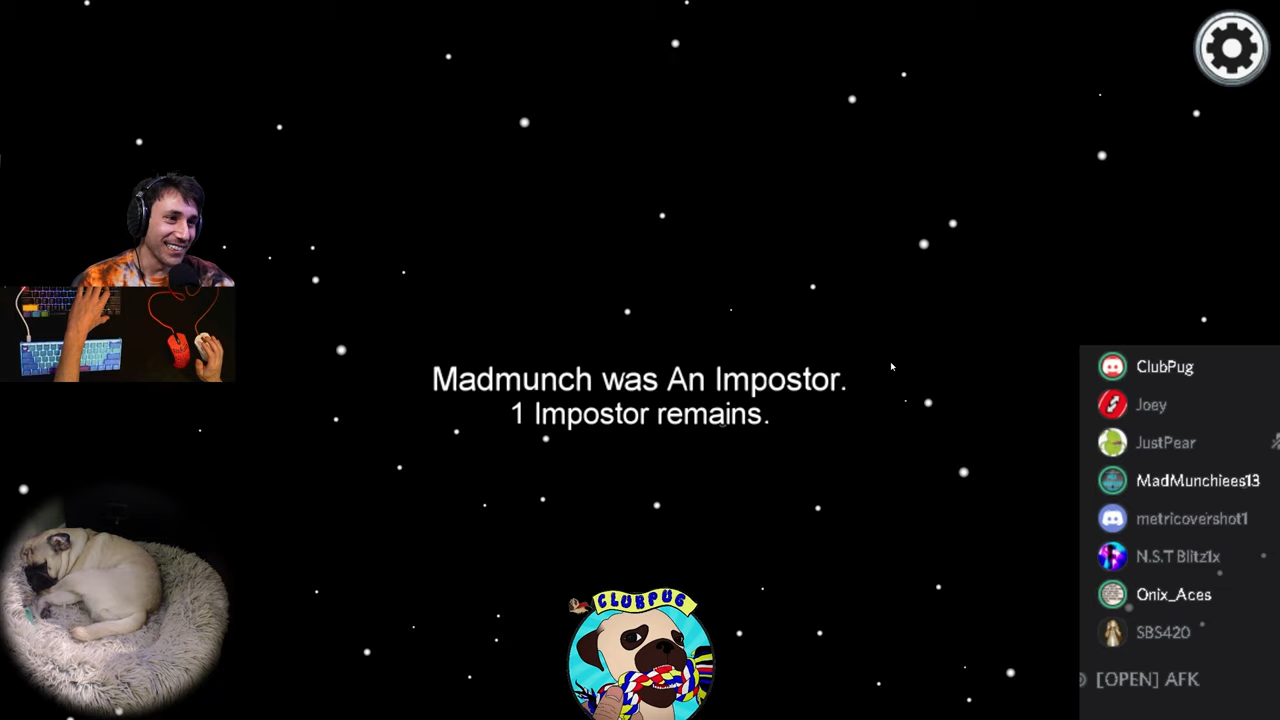 Madmunch was An Impostor.
1 Impostor remains.
ClubPug
Joey
JustPear
MadMunchiees13
metricovershot1
N.S.T Blitz1x
Onix_Aces
SBS420
[OPEN] AFK
CLUBPUG